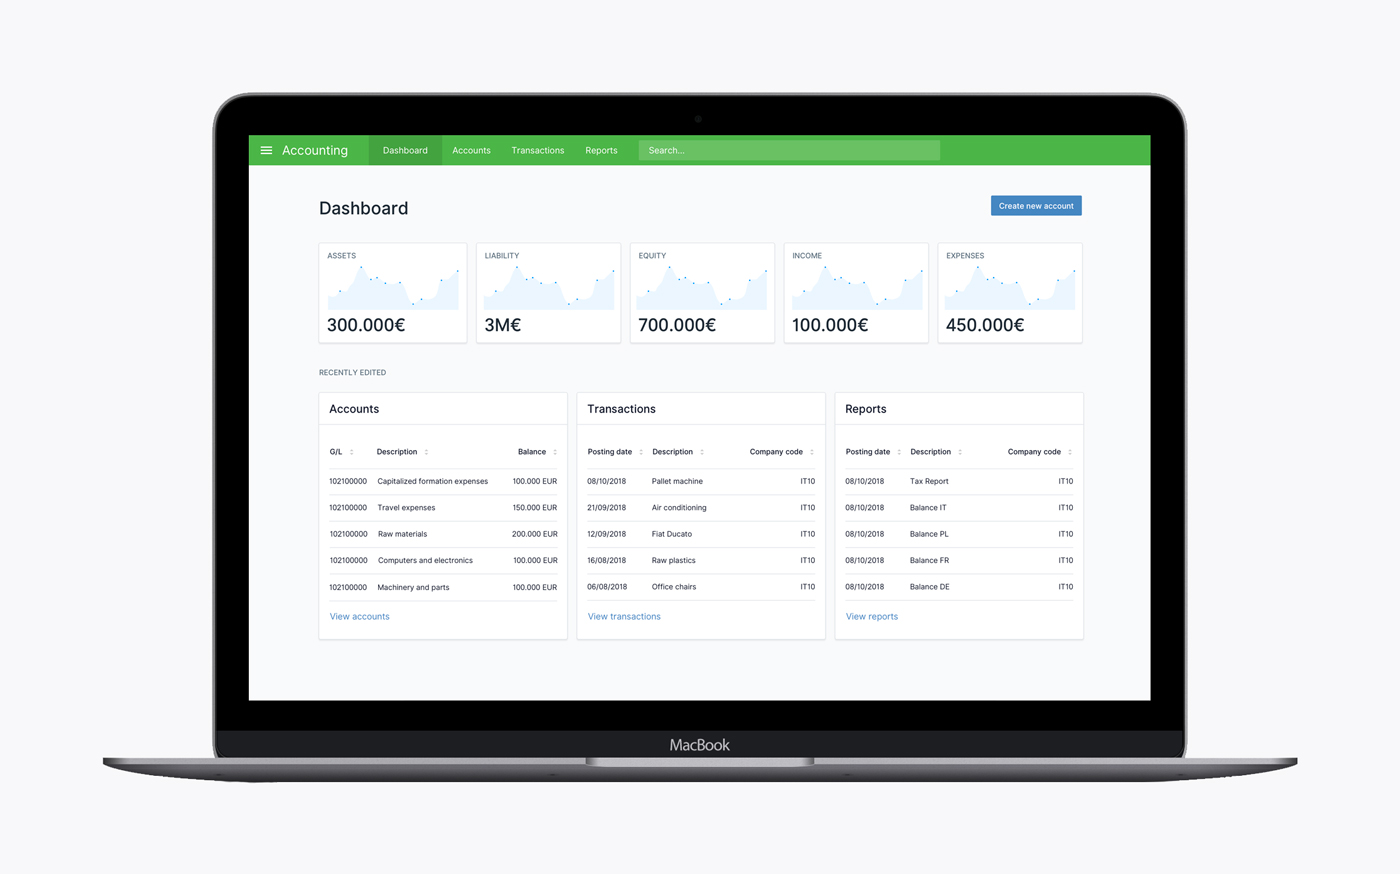 Accounting Dashboard Accounts Transactions Reports Search...
Dashboard Create new account
ASSETS LIABILITY EQUITY INCOME EXPENSES
300.000€ 3M€ 700.000€ 100.000€ 450.000€
RECENTLY EDITED
Accounts
G/L Description Balance
102100000 Capitalized formation expenses 100.000 EUR
102100000 Travel expenses 150.000 EUR
102100000 Raw materials 200.000 EUR
102100000 Computers and electronics 100.000 EUR
102100000 Machinery and parts 100.000 EUR
View accounts
Transactions
Posting date Description Company code
08/10/2018 Pallet machine IT10
21/09/2018 Air conditioning IT10
12/09/2018 Fiat Ducato IT10
16/08/2018 Raw plastics IT10
06/08/2018 Office chairs IT10
View transactions
Reports
Posting date Description Company code
08/10/2018 Tax Report IT10
08/10/2018 Balance IT IT10
08/10/2018 Balance PL IT10
08/10/2018 Balance FR IT10
08/10/2018 Balance DE IT10
View reports
MacBook